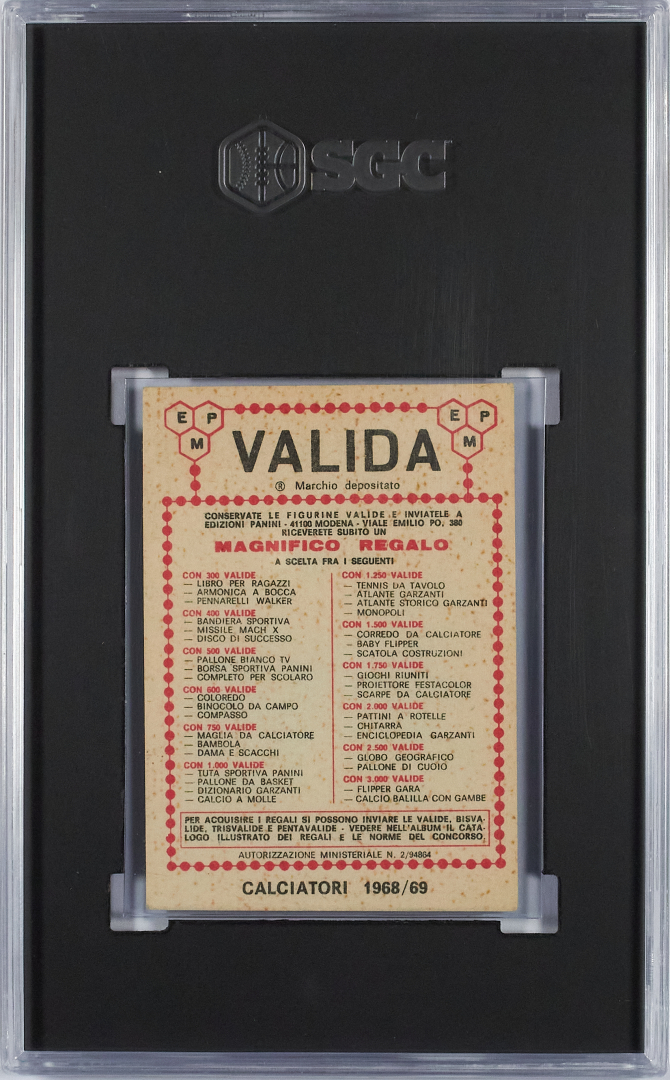 SGC
E P
M
E P
M
VALIDA
® Marchio depositato
CONSERVATE LE FIGURINE VALIDE E INVIATELE A
EDIZIONI PANINI - 41100 MODENA - VIALE EMILIO PO, 380
RICEVERETE SUBITO UN
MAGNIFICO REGALO
A SCELTA FRA I SEGUENTI
CON 300 VALIDE
— LIBRO PER RAGAZZI
— ARMONICA A BOCCA
— PENNARELLI WALKER
CON 400 VALIDE
— BANDIERA SPORTIVA
— MISSILE MACH X
— DISCO DI SUCCESSO
CON 500 VALIDE
— PALLONE BIANCO TV
— BORSA SPORTIVA PANINI
— COMPLETO PER SCOLARO
CON 600 VALIDE
— COLOREDO
— BINOCOLO DA CAMPO
— COMPASSO
CON 750 VALIDE
— MAGLIA DA CALCIATORE
— BAMBOLA
— DAMA E SCACCHI
CON 1.000 VALIDE
— TUTA SPORTIVA PANINI
— PALLONE DA BASKET
— DIZIONARIO GARZANTI
— CALCIO A MOLLE
CON 1.250 VALIDE
— TENNIS DA TAVOLO
— ATLANTE GARZANTI
— ATLANTE STORICO GARZANTI
— MONOPOLI
CON 1.500 VALIDE
— CORREDO DA CALCIATORE
— BABY FLIPPER
— SCATOLA COSTRUZIONI
CON 1.750 VALIDE
— GIOCHI RIUNITI
— PROIETTORE FESTACOLOR
— SCARPE DA CALCIATORE
CON 2.000 VALIDE
— PATTINI A ROTELLE
— CHITARRA
— ENCICLOPEDIA GARZANTI
CON 2.500 VALIDE
— GLOBO GEOGRAFICO
— PALLONE DI CUOIO
CON 3.000 VALIDE
— FLIPPER GARA
— CALCIO BALILLA CON GAMBE
PER ACQUISIRE I REGALI SI POSSONO INVIARE LE VALIDE, BISVA-
LIDE, TRISVALIDE E PENTAVALIDE - VEDERE NELL'ALBUM IL CATA-
LOGO ILLUSTRATO DEI REGALI E LE NORME DEL CONCORSO.
AUTORIZZAZIONE MINISTERIALE N. 2/94864
CALCIATORI 1968/69